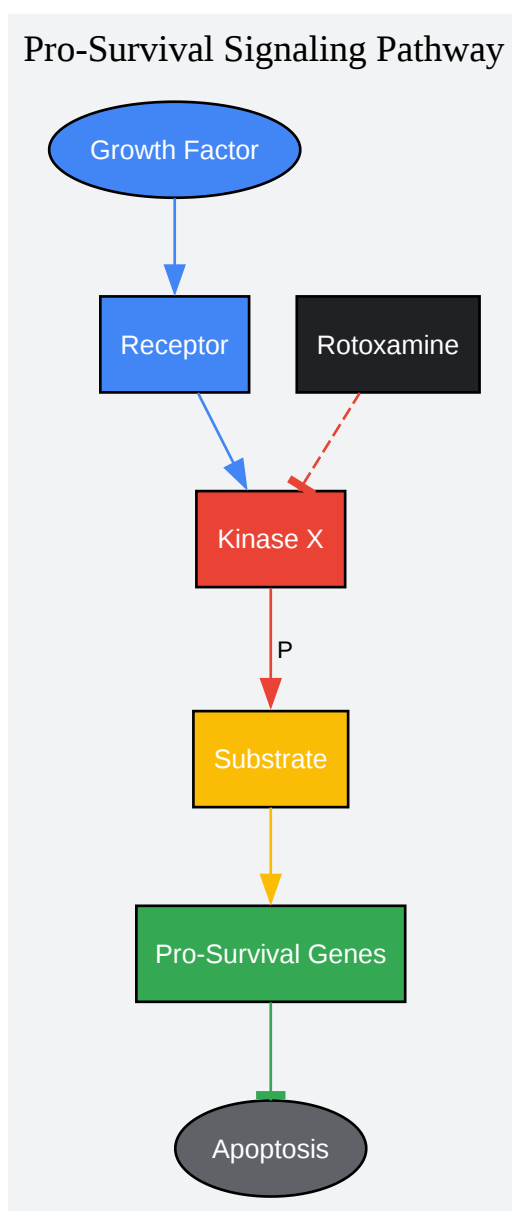 Pro-Survival Signaling Pathway
Growth Factor
Receptor
Rotoxamine
Kinase X
P
Substrate
Pro-Survival Genes
Apoptosis